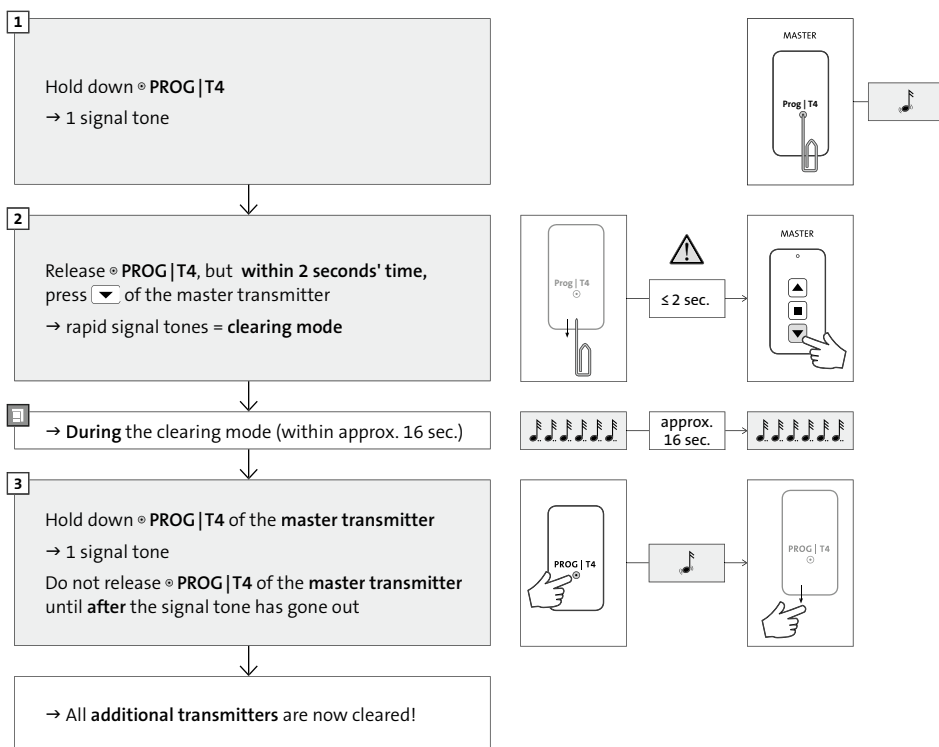 1
Hold down PROG|T4
→ 1 signal tone
MASTER
Prog | T4
2
Release PROG|T4, but within 2 seconds' time,
press ▼ of the master transmitter
→ rapid signal tones = clearing mode
Prog | T4
≤ 2 sec.
MASTER
→ During the clearing mode (within approx. 16 sec.)
approx.
16 sec.
3
Hold down PROG|T4 of the master transmitter
→ 1 signal tone
Do not release PROG|T4 of the master transmitter
until after the signal tone has gone out
PROG | T4
PROG | T4
→ All additional transmitters are now cleared!